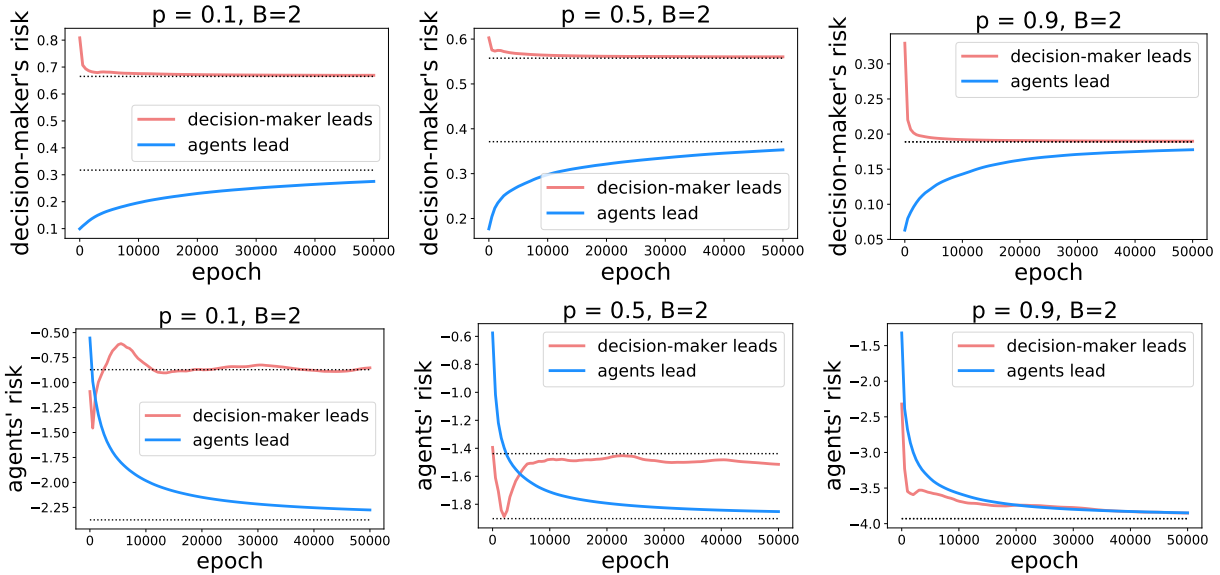 p = 0.1, B=2
decision-maker's risk
0.8
0.7
0.6
0.5
0.4
0.3
0.2
0.1
decision-maker leads
agents lead
0 10000 20000 30000 40000 50000
epoch
p = 0.5, B=2
decision-maker's risk
0.6
0.5
0.4
0.3
0.2
decision-maker leads
agents lead
0 10000 20000 30000 40000 50000
epoch
p = 0.9, B=2
decision-maker's risk
0.30
0.25
0.20
0.15
0.10
0.05
decision-maker leads
agents lead
0 10000 20000 30000 40000 50000
epoch
p = 0.1, B=2
agents' risk
−0.50
−0.75
−1.00
−1.25
−1.50
−1.75
−2.00
−2.25
decision-maker leads
agents lead
0 10000 20000 30000 40000 50000
epoch
p = 0.5, B=2
agents' risk
−0.6
−0.8
−1.0
−1.2
−1.4
−1.6
−1.8
decision-maker leads
agents lead
0 10000 20000 30000 40000 50000
epoch
p = 0.9, B=2
agents' risk
−1.5
−2.0
−2.5
−3.0
−3.5
−4.0
decision-maker leads
agents lead
0 10000 20000 30000 40000 50000
epoch